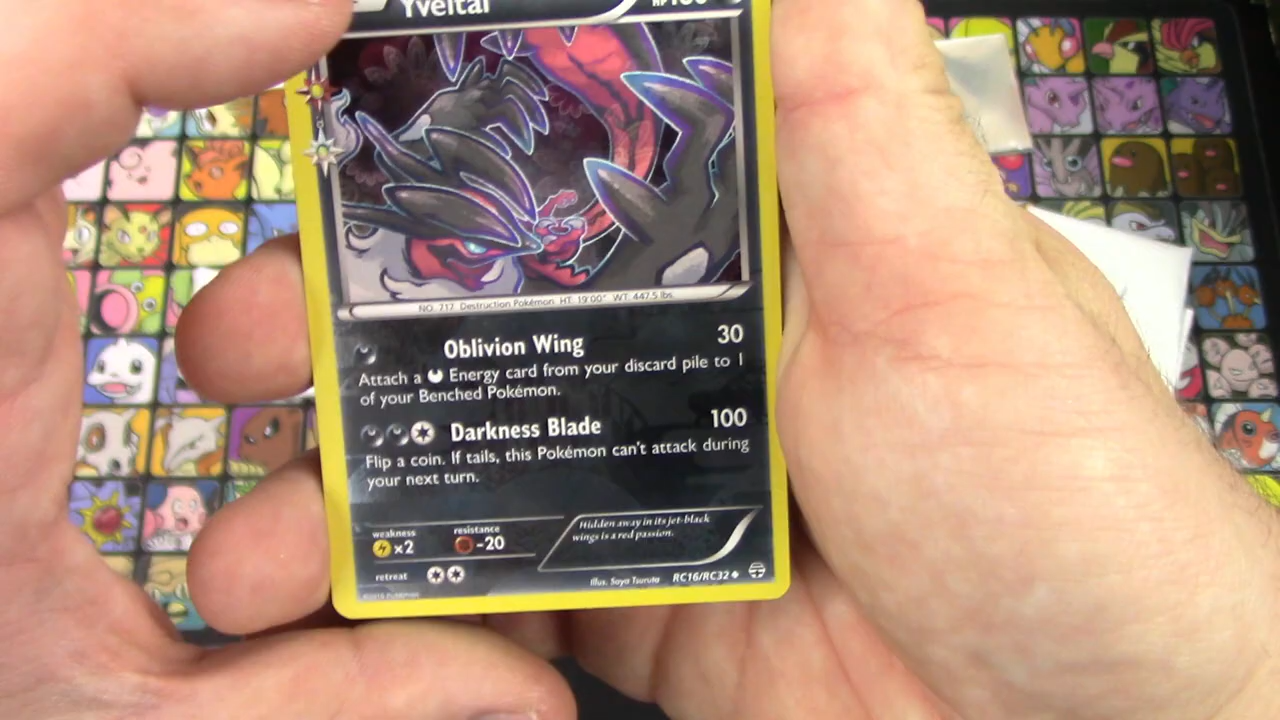 Yveltal
NO. 717 Destruction Pokémon HT: 19'00" WT: 447.5 lbs.
Oblivion Wing 30
Attach a Energy card from your discard pile to 1
of your Benched Pokémon.
Darkness Blade 100
Flip a coin. If tails, this Pokémon can't attack during
your next turn.
weakness
×2
resistance
-20
Hidden away in its jet-black
wings is a red passion.
retreat
Illus. Saya Tsuruta RC16/RC32